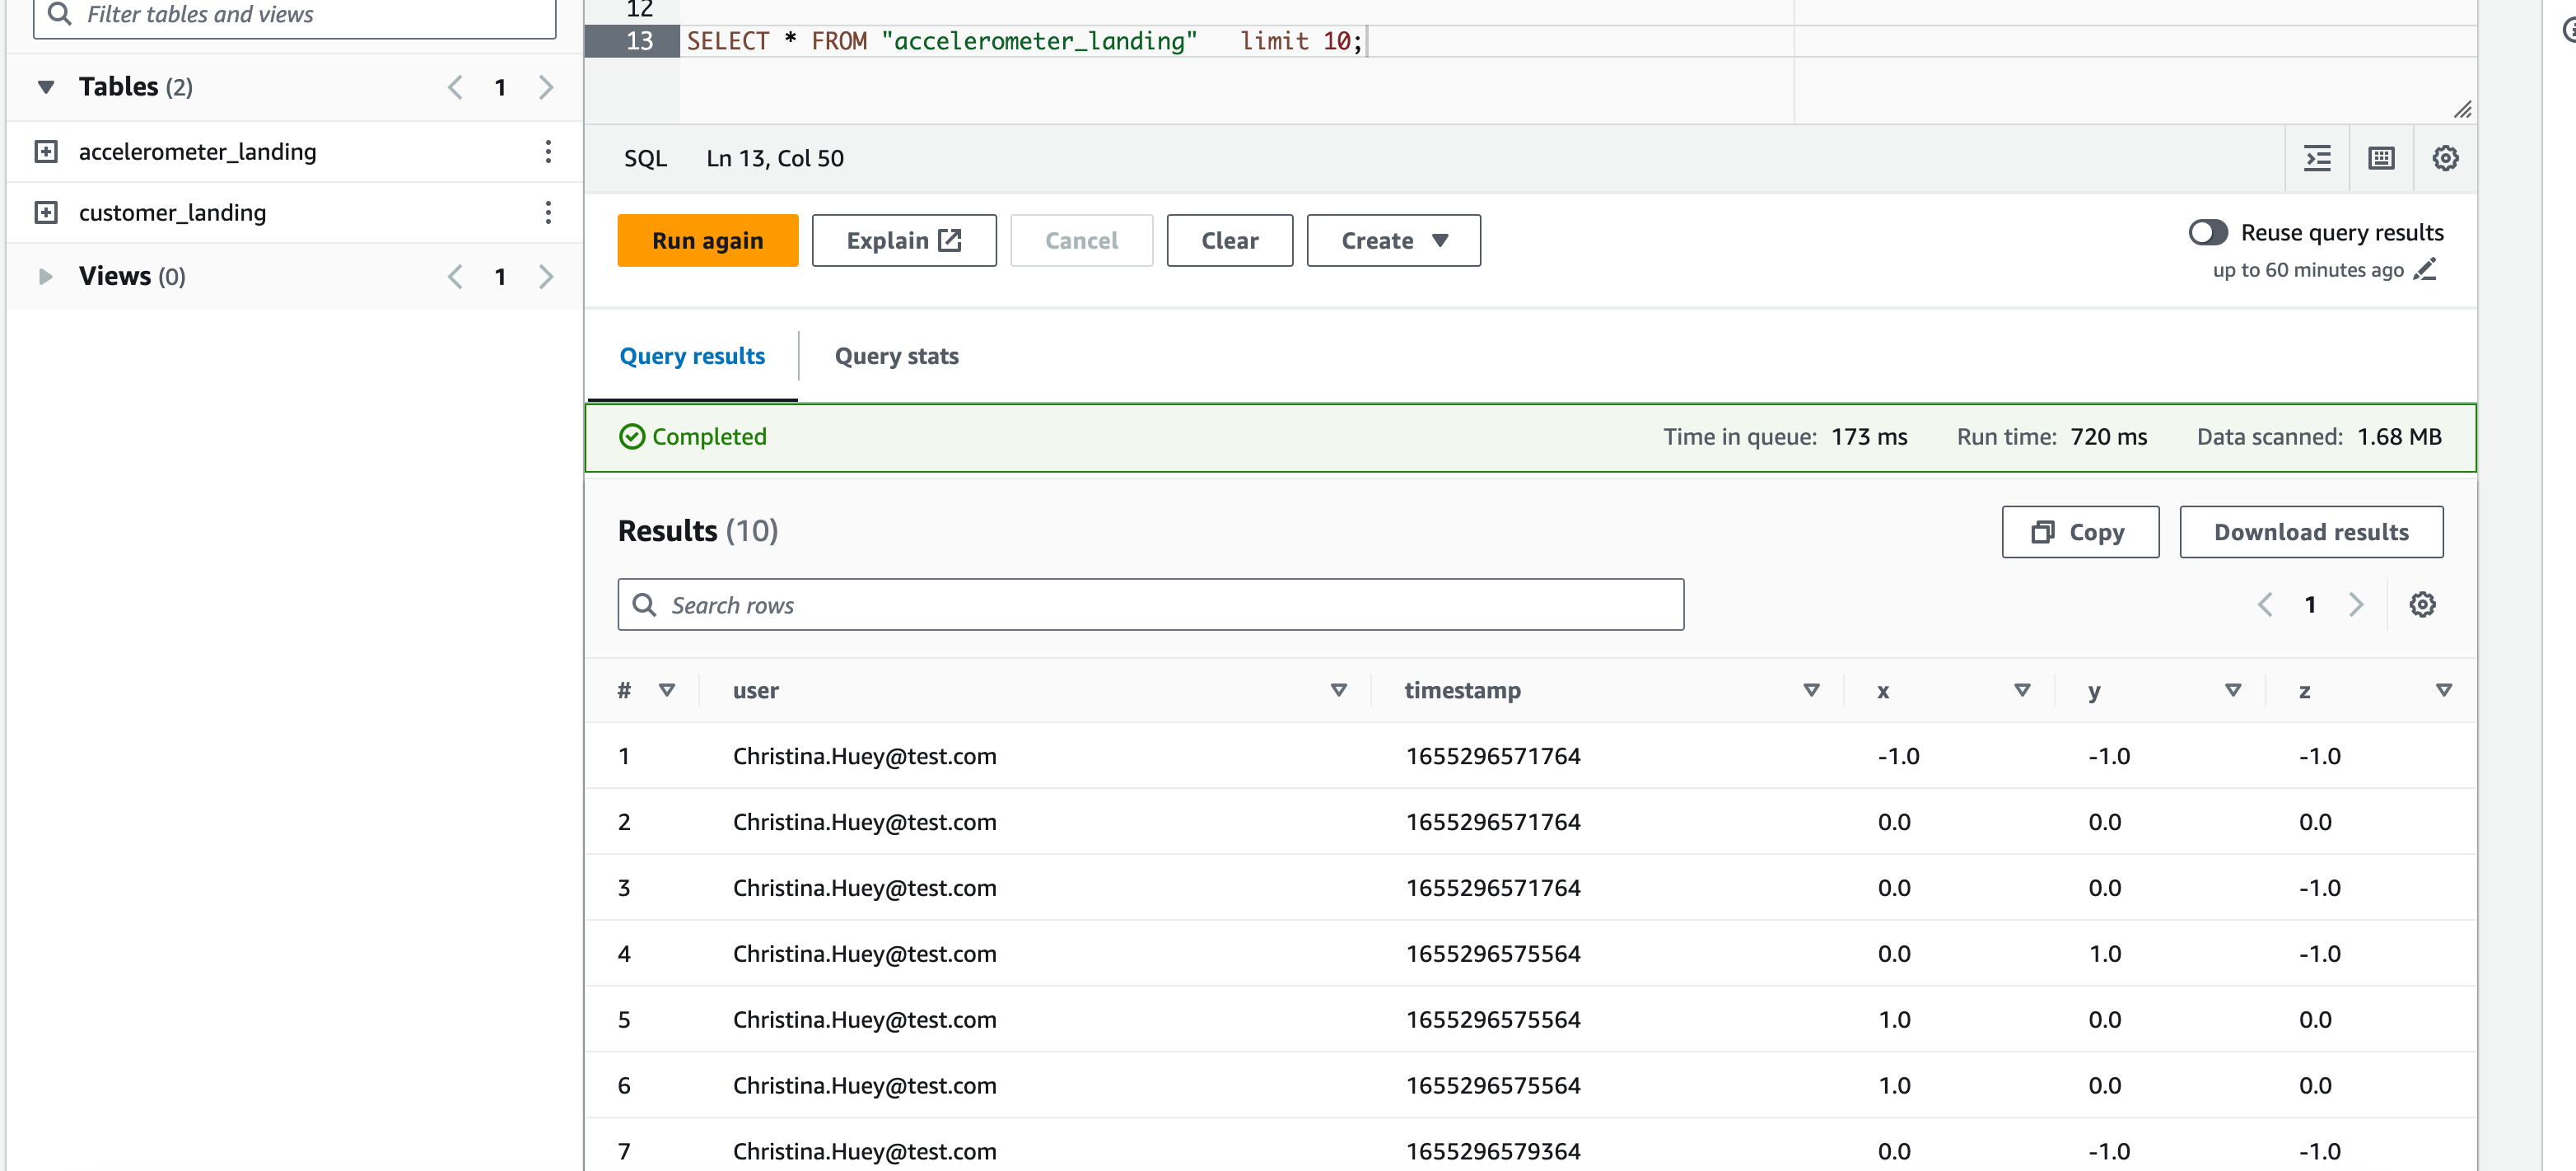 Filter tables and views
Tables (2) 1
accelerometer_landing
customer_landing
Views (0) 1
12
13 SELECT * FROM "accelerometer_landing" limit 10;
SQL Ln 13, Col 50
Run again Explain Cancel Clear Create
Reuse query results
up to 60 minutes ago
Query results Query stats
Completed Time in queue: 173 ms Run time: 720 ms Data scanned: 1.68 MB
Results (10) Copy Download results
Search rows 1
# user timestamp x y z
1 Christina.Huey@test.com 1655296571764 -1.0 -1.0 -1.0
2 Christina.Huey@test.com 1655296571764 0.0 0.0 0.0
3 Christina.Huey@test.com 1655296571764 0.0 0.0 -1.0
4 Christina.Huey@test.com 1655296575564 0.0 1.0 -1.0
5 Christina.Huey@test.com 1655296575564 1.0 0.0 0.0
6 Christina.Huey@test.com 1655296575564 1.0 0.0 0.0
7 Christina.Huey@test.com 1655296579364 0.0 -1.0 -1.0